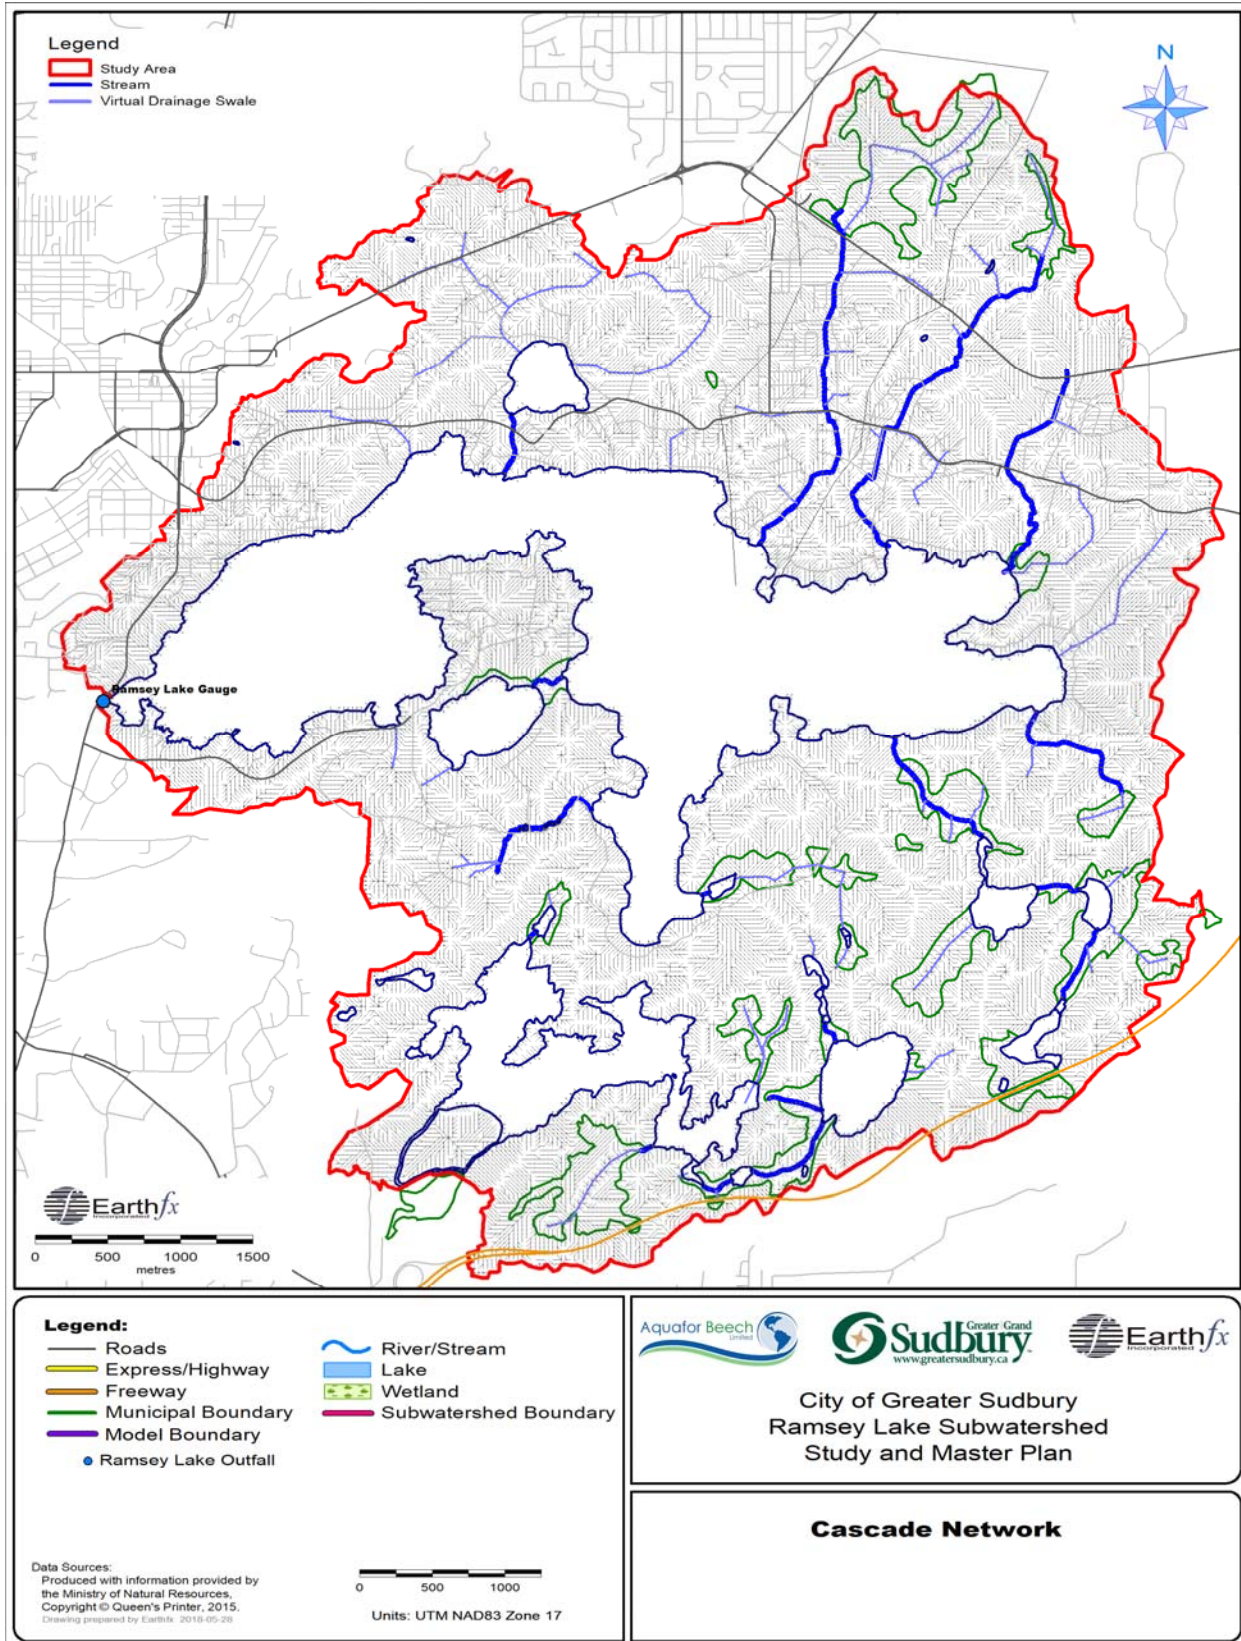 Legend
Study Area
Stream
Virtual Drainage Swale
N
Ramsey Lake Gauge
Earthfx
Incorporated
0 500 1000 1500
metres
Legend:
Roads
Express/Highway
Freeway
Municipal Boundary
Model Boundary
Ramsey Lake Outfall
River/Stream
Lake
Wetland
Subwatershed Boundary
Data Sources:
Produced with information provided by
the Ministry of Natural Resources,
Copyright © Queen's Printer, 2015.
Drawing prepared by Earthfx 2018-05-28
0 500 1000
Units: UTM NAD83 Zone 17
Aquafor Beech
Limited
Greater Grand
Sudbury
www.greatersudbury.ca
Earthfx
Incorporated
City of Greater Sudbury
Ramsey Lake Subwatershed
Study and Master Plan
Cascade Network